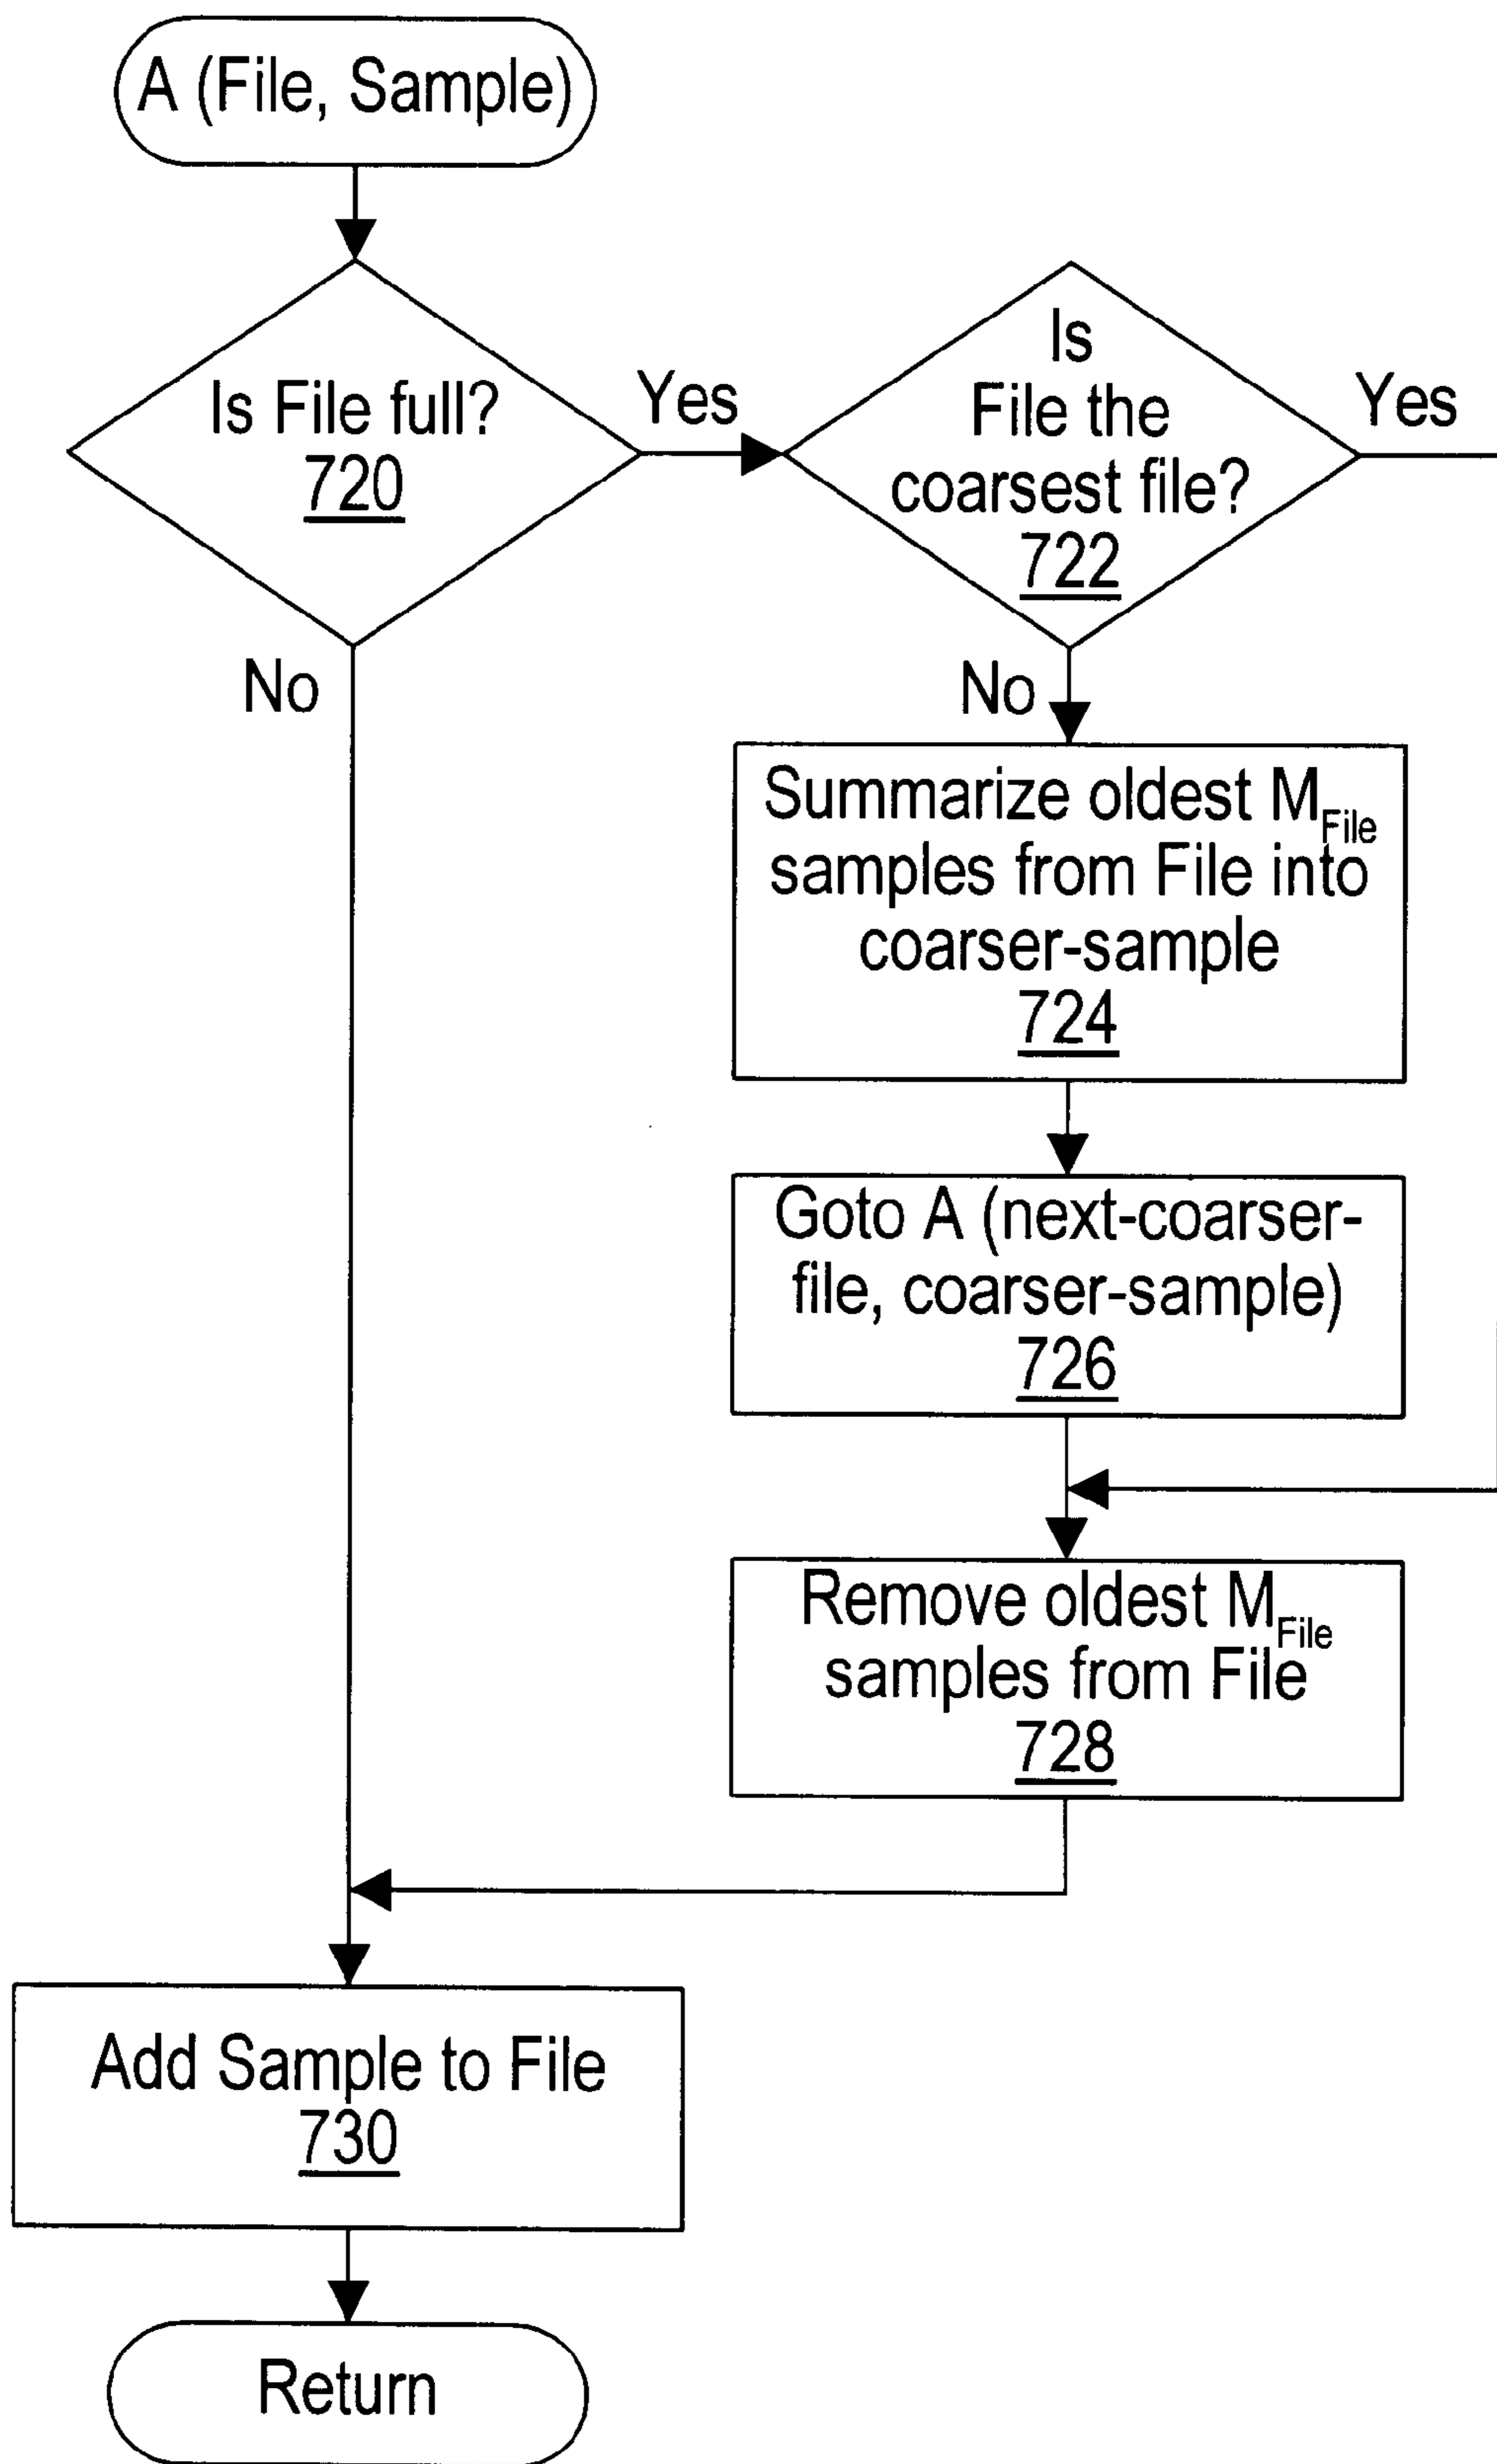 A (File, Sample)
Is File full?
720
Yes
Is
File the
coarsest file?
722
Yes
No
No
Summarize oldest M_File
samples from File into
coarser-sample
724
Goto A (next-coarser-
file, coarser-sample)
726
Remove oldest M_File
samples from File
728
Add Sample to File
730
Return